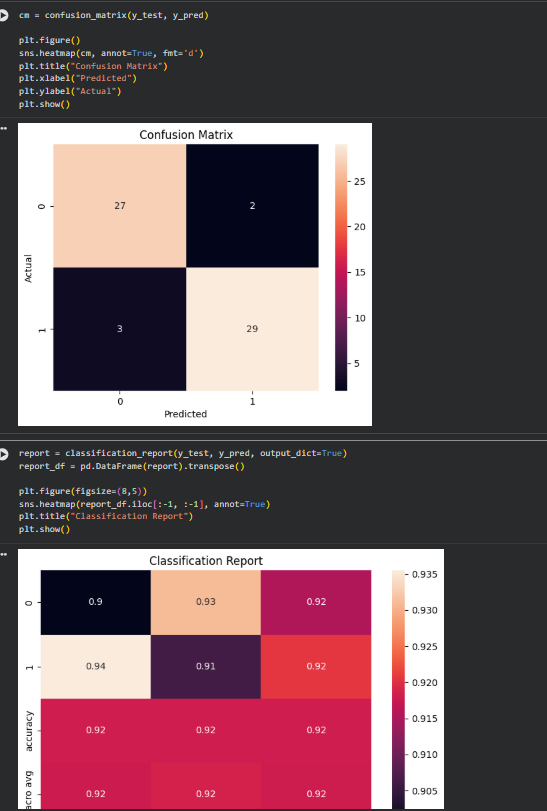 cm = confusion_matrix(y_test, y_pred)
plt.figure()
sns.heatmap(cm, annot=True, fmt='d')
plt.title("Confusion Matrix")
plt.xlabel("Predicted")
plt.ylabel("Actual")
plt.show()
Confusion Matrix
0 27 2
25
20
Actual
15
1 3 29
10
5
0 1
Predicted
report = classification_report(y_test, y_pred, output_dict=True)
report_df = pd.DataFrame(report).transpose()
plt.figure(figsize=(8,5))
sns.heatmap(report_df.iloc[:-1, :-1], annot=True)
plt.title("Classification Report")
plt.show()
Classification Report
0 0.9 0.93 0.92
1 0.94 0.91 0.92
accuracy 0.92 0.92 0.92
acro avg 0.92 0.92 0.92
0.935
0.930
0.925
0.920
0.915
0.910
0.905